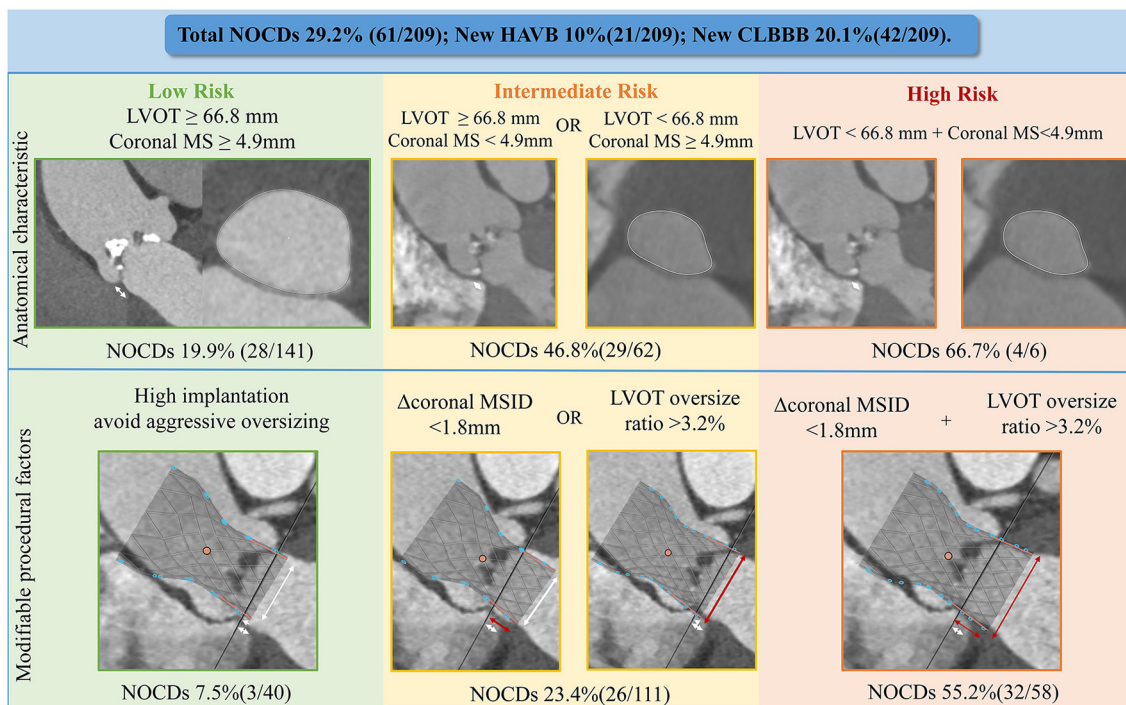 Total NOCDs 29.2% (61/209); New HAVB 10%(21/209); New CLBBB 20.1%(42/209).
Anatomical characteristic
Low Risk
LVOT ≥ 66.8 mm
Coronal MS ≥ 4.9mm
NOCDs 19.9% (28/141)
Intermediate Risk
LVOT ≥ 66.8 mm
Coronal MS < 4.9mm
OR
LVOT < 66.8 mm
Coronal MS ≥ 4.9mm
NOCDs 46.8%(29/62)
High Risk
LVOT < 66.8 mm + Coronal MS<4.9mm
NOCDs 66.7% (4/6)
Modifiable procedural factors
High implantation
avoid aggressive oversizing
NOCDs 7.5%(3/40)
Δcoronal MSID
<1.8mm
OR
LVOT oversize
ratio >3.2%
NOCDs 23.4%(26/111)
Δcoronal MSID
<1.8mm
+
LVOT oversize
ratio >3.2%
NOCDs 55.2%(32/58)